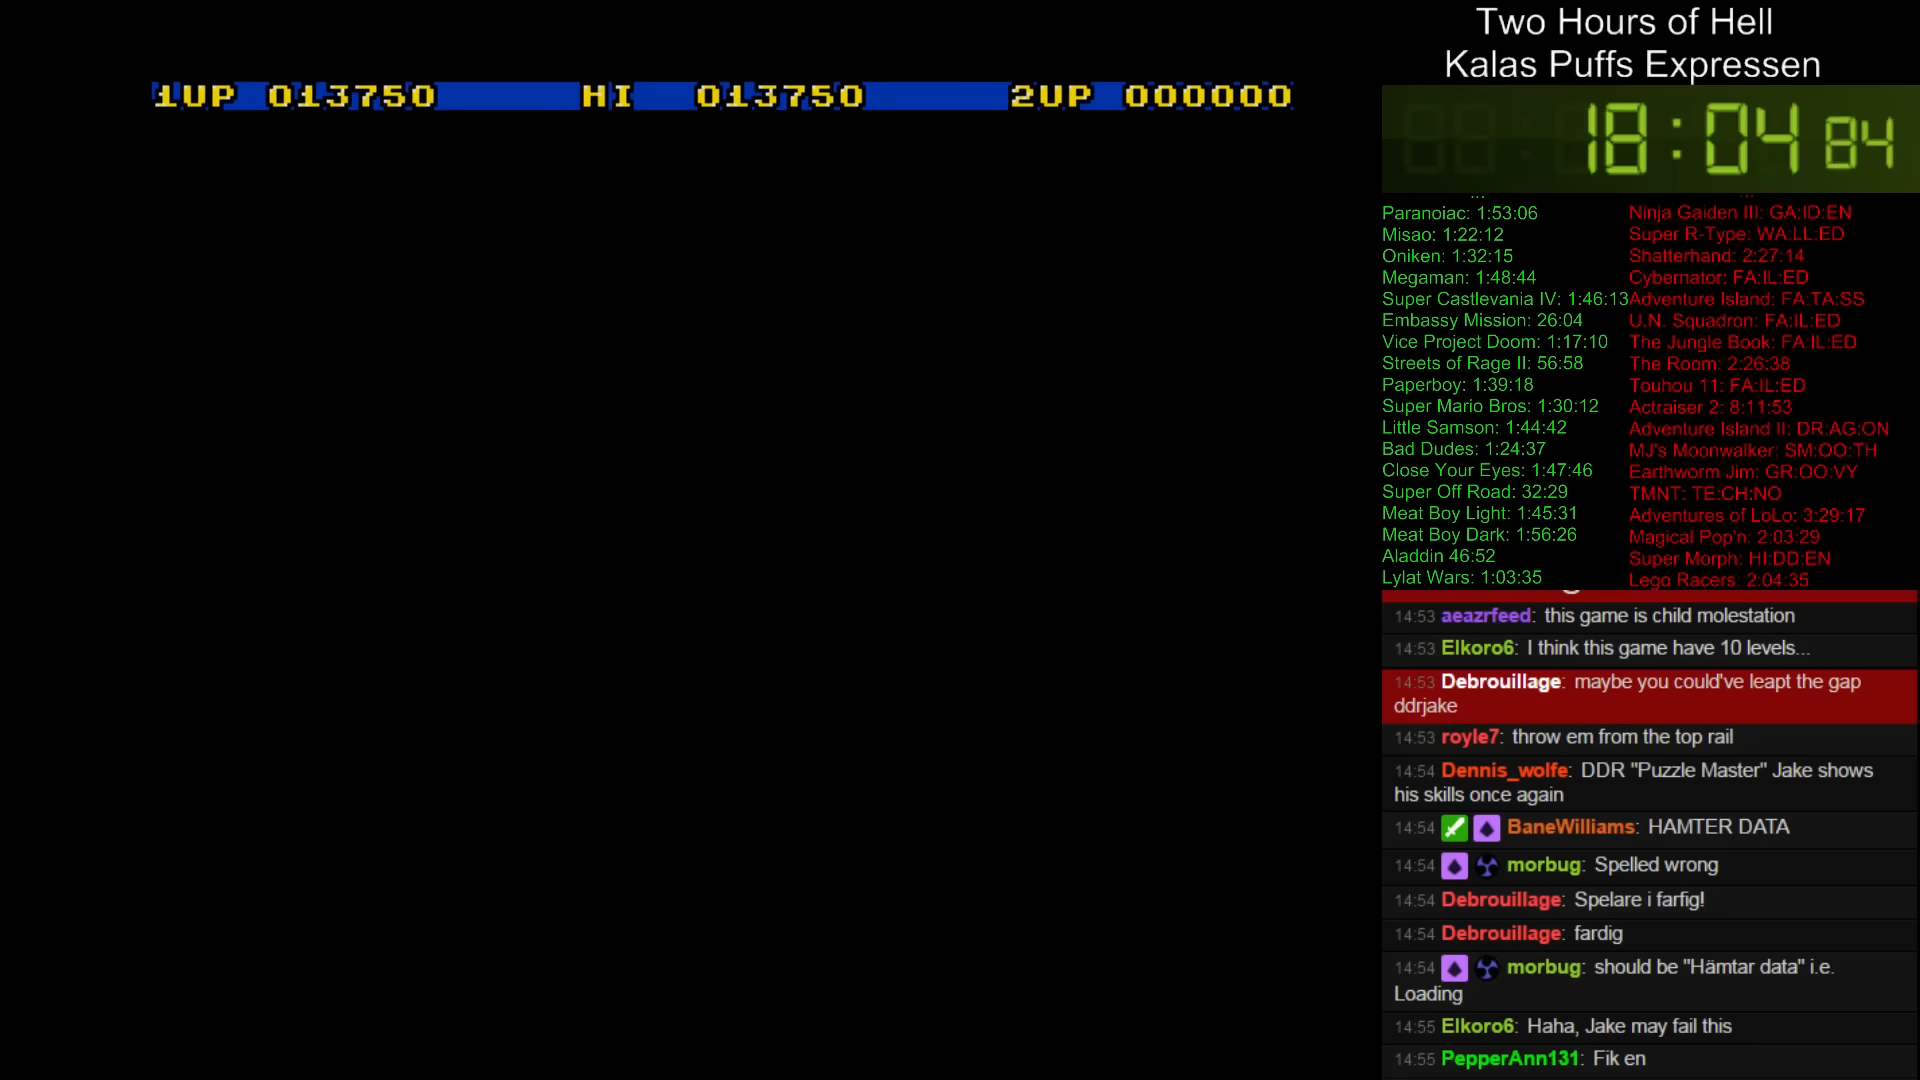 1UP 013750 HI 013750 2UP 000000
Two Hours of Hell
Kalas Puffs Expressen
18:04 84
... ...
Paranoiac: 1:53:06 Ninja Gaiden III: GA:ID:EN
Misao: 1:22:12 Super R-Type: WA:LL:ED
Oniken: 1:32:15 Shatterhand: 2:27:14
Megaman: 1:48:44 Cybernator: FA:IL:ED
Super Castlevania IV: 1:46:13 Adventure Island: FA:TA:SS
Embassy Mission: 26:04 U.N. Squadron: FA:IL:ED
Vice Project Doom: 1:17:10 The Jungle Book: FA:IL:ED
Streets of Rage II: 56:58 The Room: 2:26:38
Paperboy: 1:39:18 Touhou 11: FA:IL:ED
Super Mario Bros: 1:30:12 Actraiser 2: 8:11:53
Little Samson: 1:44:42 Adventure Island II: DR:AG:ON
Bad Dudes: 1:24:37 MJ's Moonwalker: SM:OO:TH
Close Your Eyes: 1:47:46 Earthworm Jim: GR:OO:VY
Super Off Road: 32:29 TMNT: TE:CH:NO
Meat Boy Light: 1:45:31 Adventures of LoLo: 3:29:17
Meat Boy Dark: 1:56:26 Magical Pop'n: 2:03:29
Aladdin 46:52 Super Morph: HI:DD:EN
Lylat Wars: 1:03:35 Lego Racers: 2:04:35
14:53 aeazrfeed: this game is child molestation
14:53 Elkoro6: I think this game have 10 levels...
14:53 Debrouillage: maybe you could've leapt the gap
ddrjake
14:53 royle7: throw em from the top rail
14:54 Dennis_wolfe: DDR "Puzzle Master" Jake shows
his skills once again
14:54 BaneWilliams: HAMTER DATA
14:54 morbug: Spelled wrong
14:54 Debrouillage: Spelare i farfig!
14:54 Debrouillage: fardig
14:54 morbug: should be "Hämtar data" i.e.
Loading
14:55 Elkoro6: Haha, Jake may fail this
14:55 PepperAnn131: Fik en